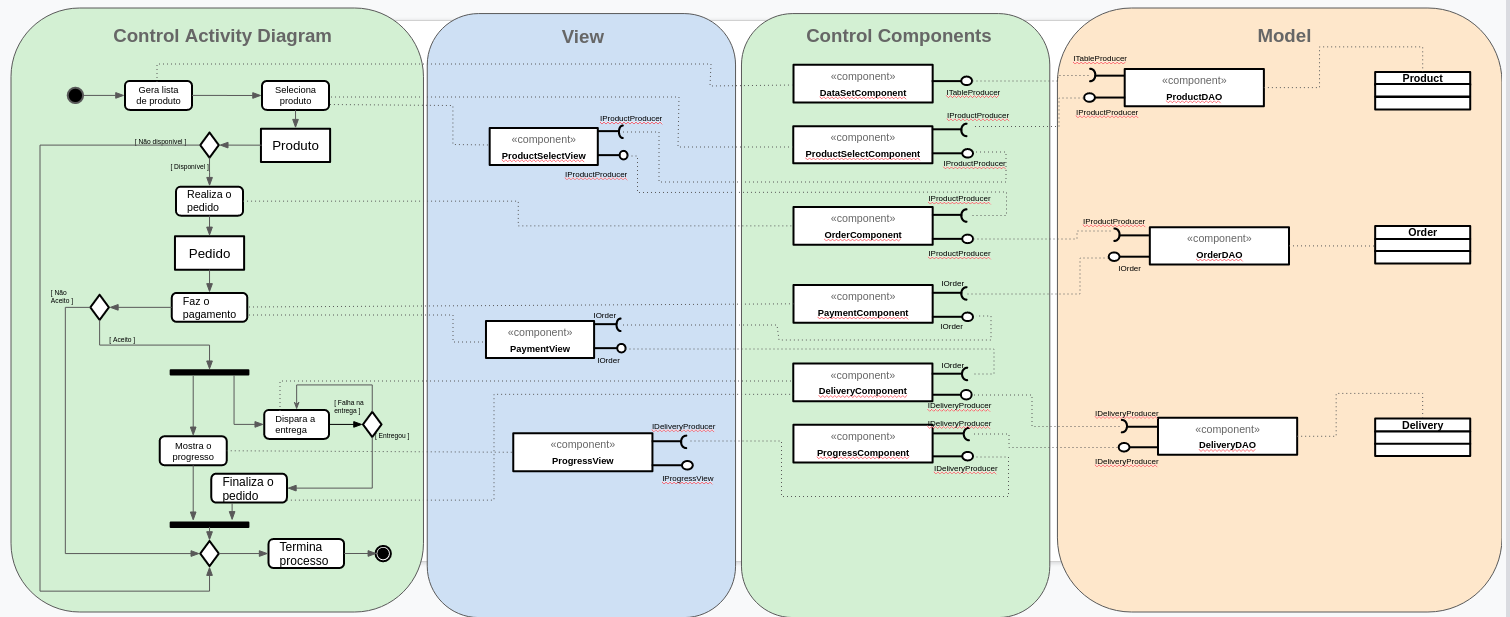 Control Activity Diagram
Gera lista
de produto
Seleciona
produto
Produto
[ Não disponível ]
[ Disponível ]
Realiza o
pedido
Pedido
Faz o
pagamento
[ Não
Aceito ]
[ Aceito ]
[ Falha na
entrega ]
Dispara a
entrega
[ Entregou ]
Mostra o
progresso
Finaliza o
pedido
Termina
processo
View
IProductProducer
«component»
ProductSelectView
IProductProducer
IOrder
«component»
PaymentView
IOrder
IDeliveryProducer
«component»
ProgressView
IProgressView
Control Components
«component»
DataSetComponent
ITableProducer
IProductProducer
«component»
ProductSelectComponent
IProductProducer
IProductProducer
«component»
OrderComponent
IProductProducer
IOrder
«component»
PaymentComponent
IOrder
IOrder
«component»
DeliveryComponent
IDeliveryProducer
IDeliveryProducer
«component»
ProgressComponent
IDeliveryProducer
Model
ITableProducer
«component»
ProductDAO
IProductProducer
Product
IProductProducer
«component»
OrderDAO
IOrder
Order
IDeliveryProducer
«component»
DeliveryDAO
IDeliveryProducer
Delivery